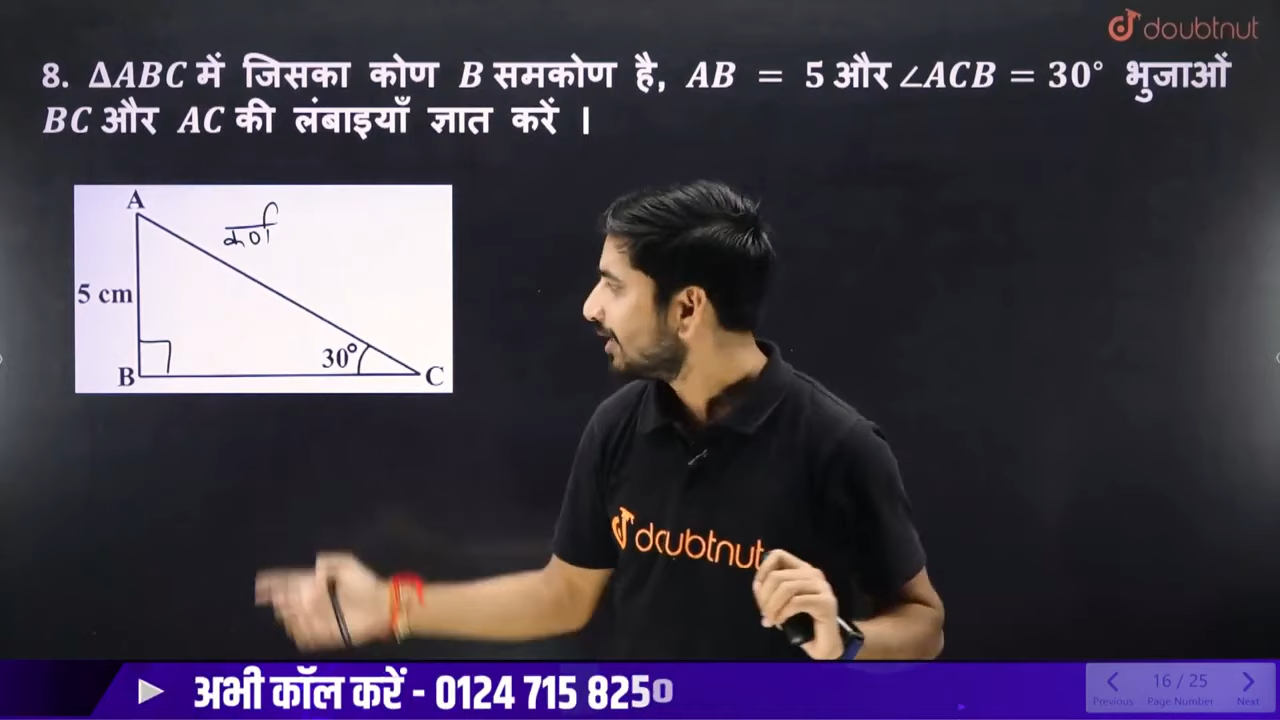 doubtnut
8. ΔABC में जिसका कोण B समकोण है, AB = 5 और ∠ACB = 30° भुजाओं
BC और AC की लंबाइयाँ ज्ञात करें ।
A
कर्ण
5 cm
30°
B
C
doubtnut
अभी कॉल करें - 0124 715 8250
16 / 25
Previous Page Number Next